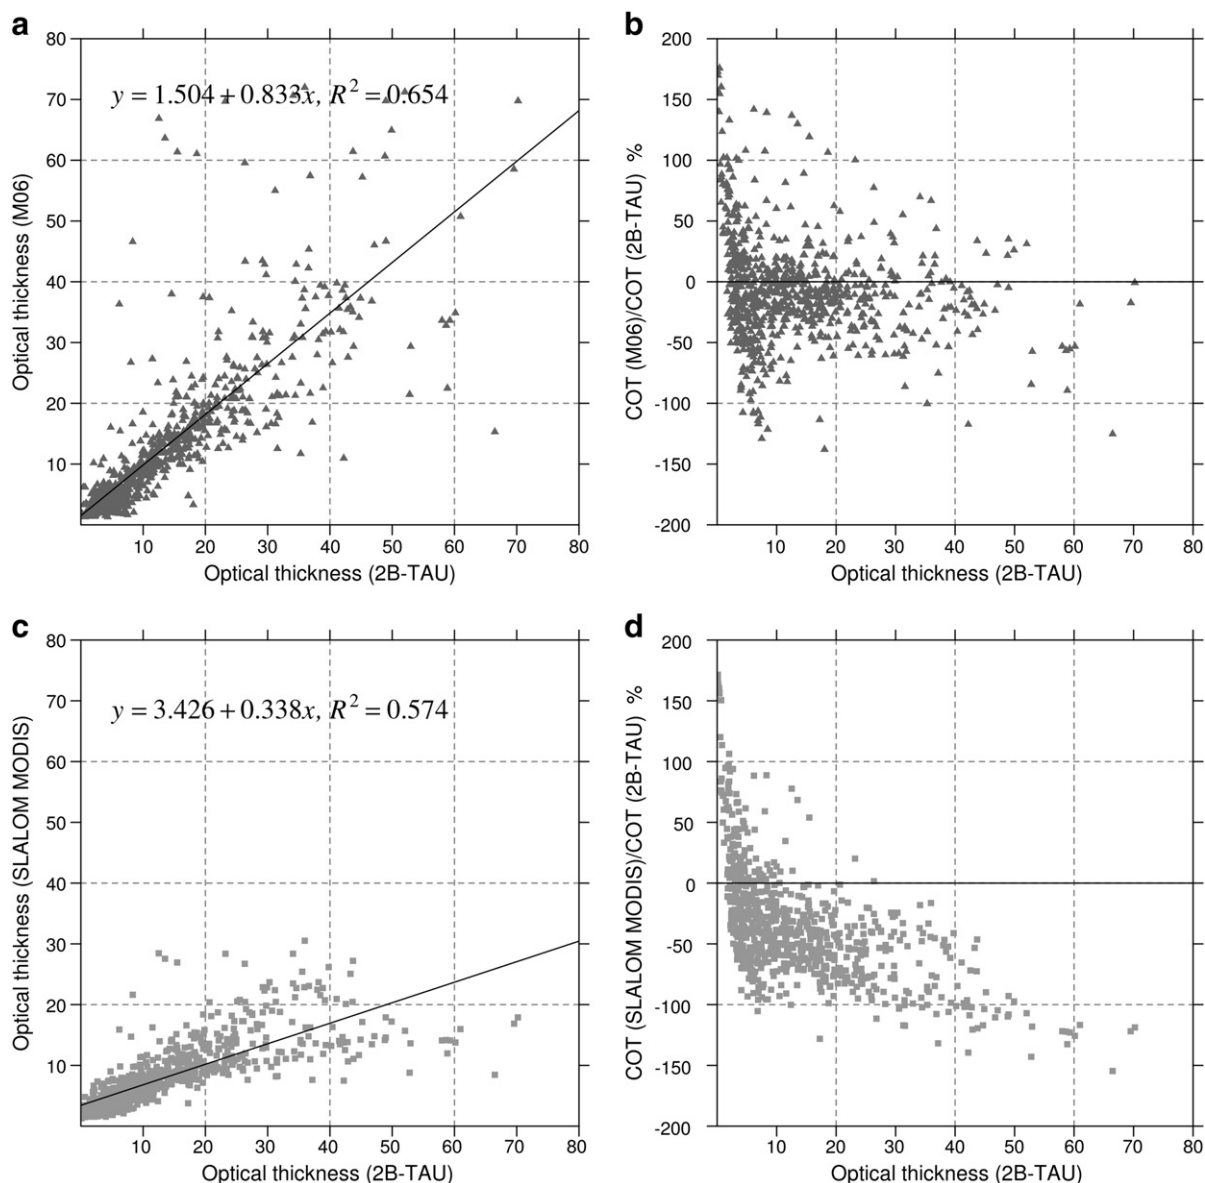 a
80
70
60
50
40
30
20
10
Optical thickness (M06)
y = 1.504 + 0.833x, R² = 0.654
10 20 30 40 50 60 70 80
Optical thickness (2B-TAU)
b
200
150
100
50
0
-50
-100
-150
-200
COT (M06)/COT (2B-TAU) %
10 20 30 40 50 60 70 80
Optical thickness (2B-TAU)
c
80
70
60
50
40
30
20
10
Optical thickness (SLALOM MODIS)
y = 3.426 + 0.338x, R² = 0.574
10 20 30 40 50 60 70 80
Optical thickness (2B-TAU)
d
200
150
100
50
0
-50
-100
-150
-200
COT (SLALOM MODIS)/COT (2B-TAU) %
10 20 30 40 50 60 70 80
Optical thickness (2B-TAU)